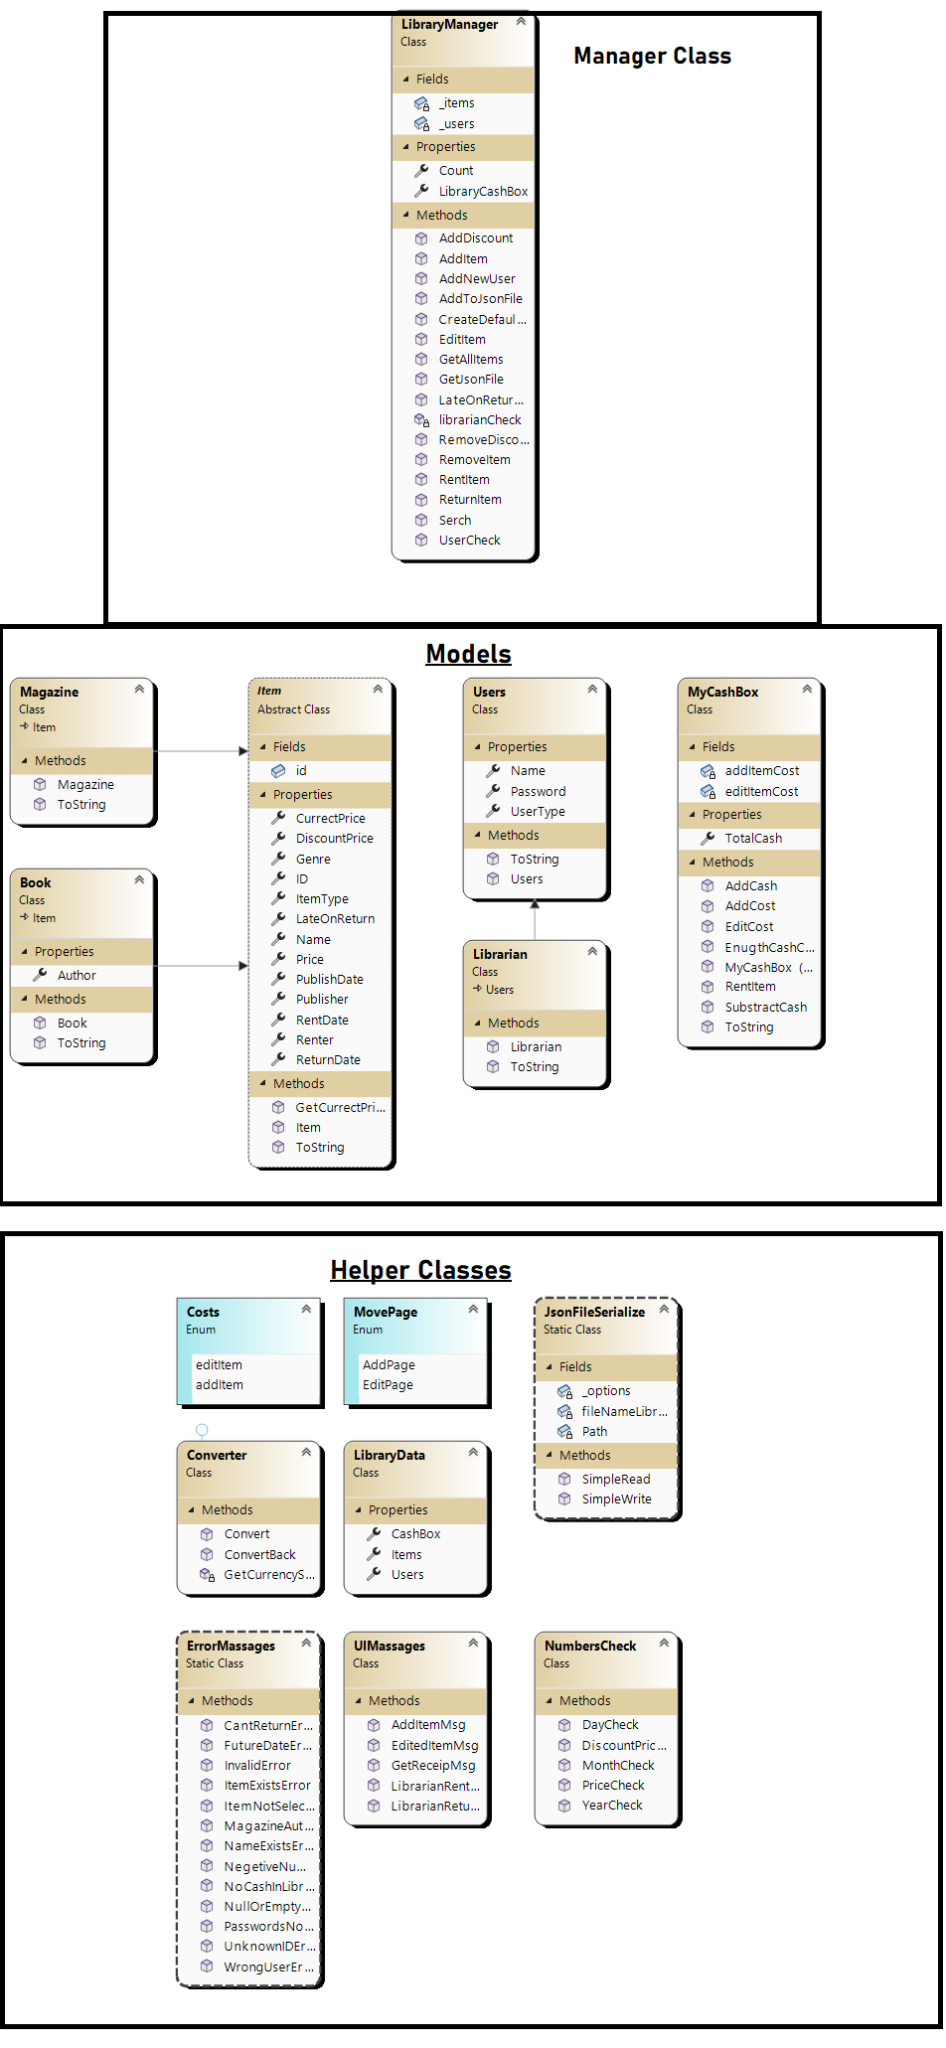 LibraryManager
Class
Manager Class
Fields
_items
_users
Properties
Count
LibraryCashBox
Methods
AddDiscount
AddItem
AddNewUser
AddToJsonFile
CreateDefaul...
EditItem
GetAllItems
GetJsonFile
LateOnRetur...
librarianCheck
RemoveDisco...
RemoveItem
RentItem
ReturnItem
Serch
UserCheck
Models
Magazine
Class
Item
Methods
Magazine
ToString
Book
Class
Item
Properties
Author
Methods
Book
ToString
Item
Abstract Class
Fields
id
Properties
CurrectPrice
DiscountPrice
Genre
ID
ItemType
LateOnReturn
Name
Price
PublishDate
Publisher
RentDate
Renter
ReturnDate
Methods
GetCurrectPri...
Item
ToString
Users
Class
Properties
Name
Password
UserType
Methods
ToString
Users
Librarian
Class
Users
Methods
Librarian
ToString
MyCashBox
Class
Fields
addItemCost
editItemCost
Properties
TotalCash
Methods
AddCash
AddCost
EditCost
EnugthCashC...
MyCashBox (...
RentItem
SubstractCash
ToString
Helper Classes
Costs
Enum
editItem
addItem
MovePage
Enum
AddPage
EditPage
JsonFileSerialize
Static Class
Fields
_options
fileNameLibr...
Path
Methods
SimpleRead
SimpleWrite
Converter
Class
Methods
Convert
ConvertBack
GetCurrencyS...
LibraryData
Class
Properties
CashBox
Items
Users
ErrorMassages
Static Class
Methods
CantReturnEr...
FutureDateEr...
InvalidError
ItemExistsError
ItemNotSelec...
MagazineAut...
NameExistsEr...
NegetiveNu...
NoCashInLibr...
NullOrEmpty...
PasswordsNo...
UnknownIDEr...
WrongUserEr...
UIMassages
Class
Methods
AddItemMsg
EditedItemMsg
GetReceipMsg
LibrarianRent...
LibrarianRetu...
NumbersCheck
Class
Methods
DayCheck
DiscountPric...
MonthCheck
PriceCheck
YearCheck